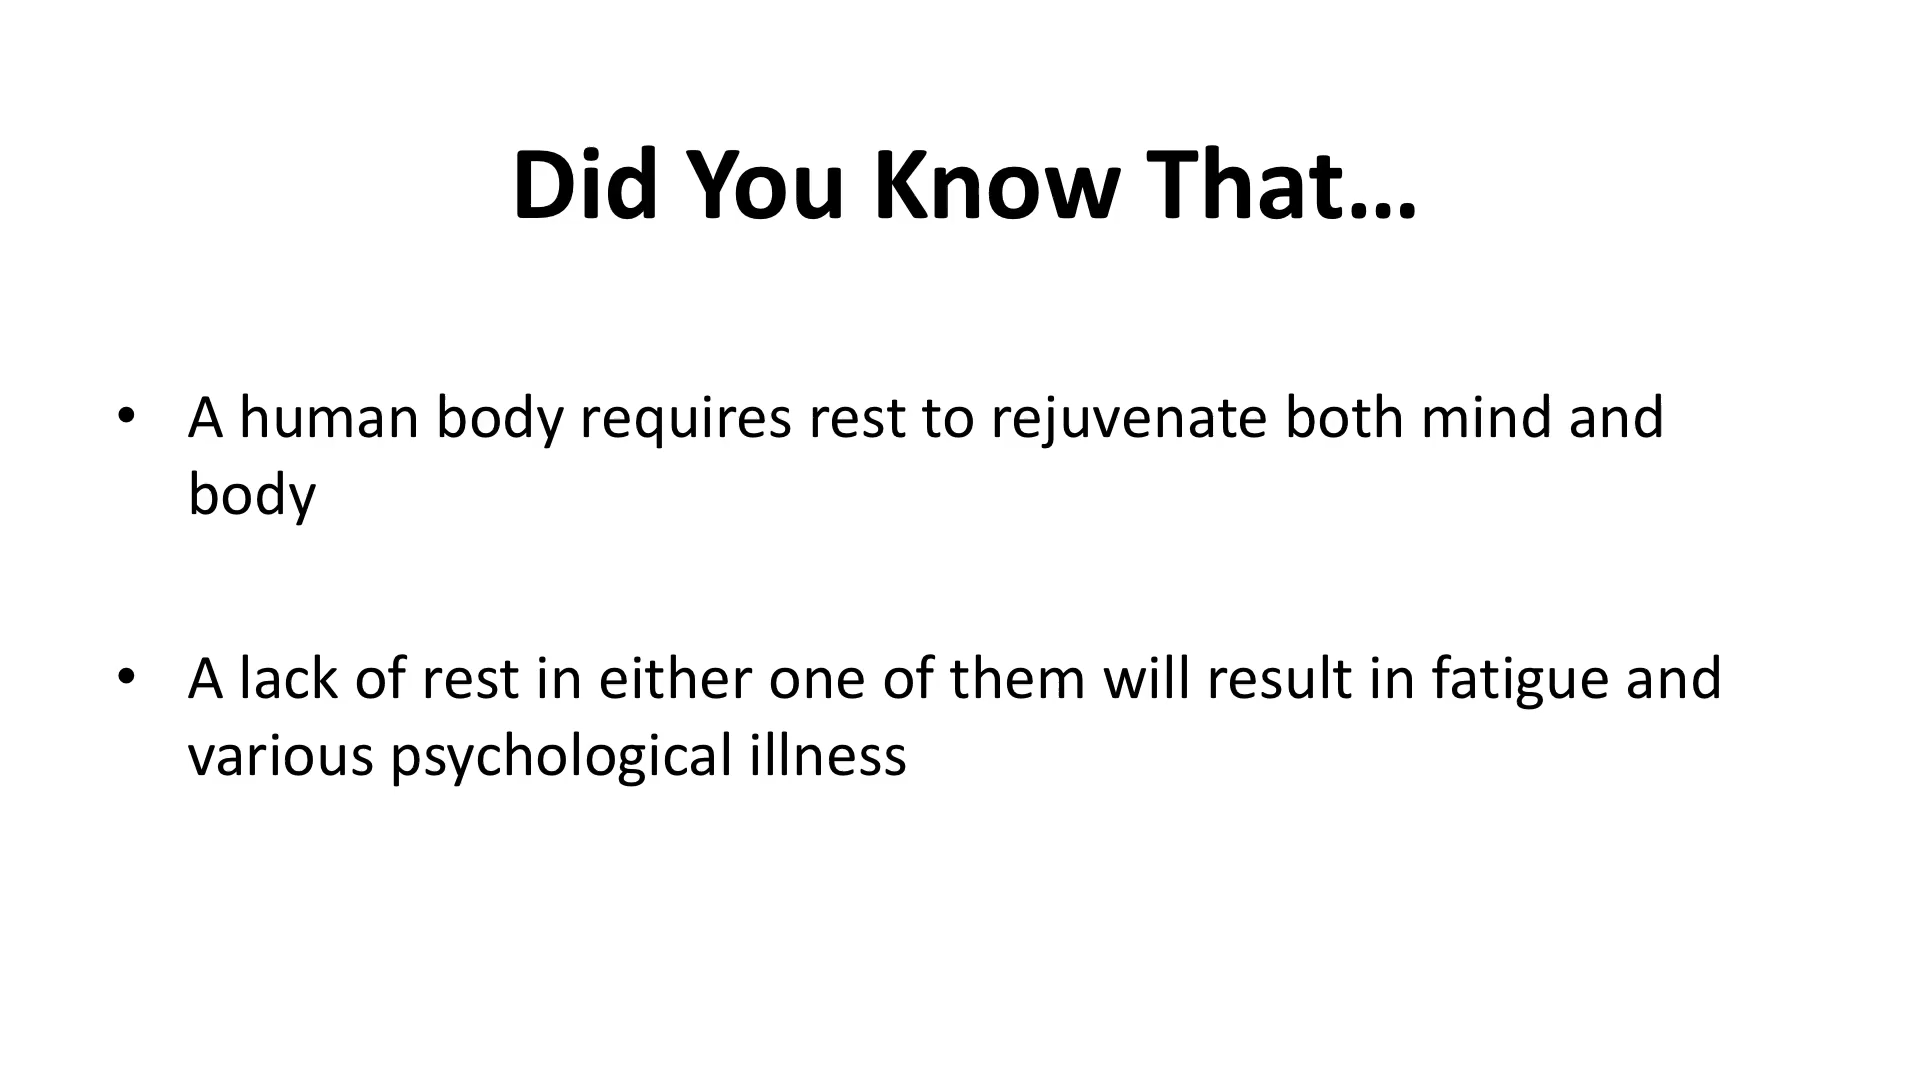 Did You Know That…
• A human body requires rest to rejuvenate both mind and
body
• A lack of rest in either one of them will result in fatigue and
various psychological illness